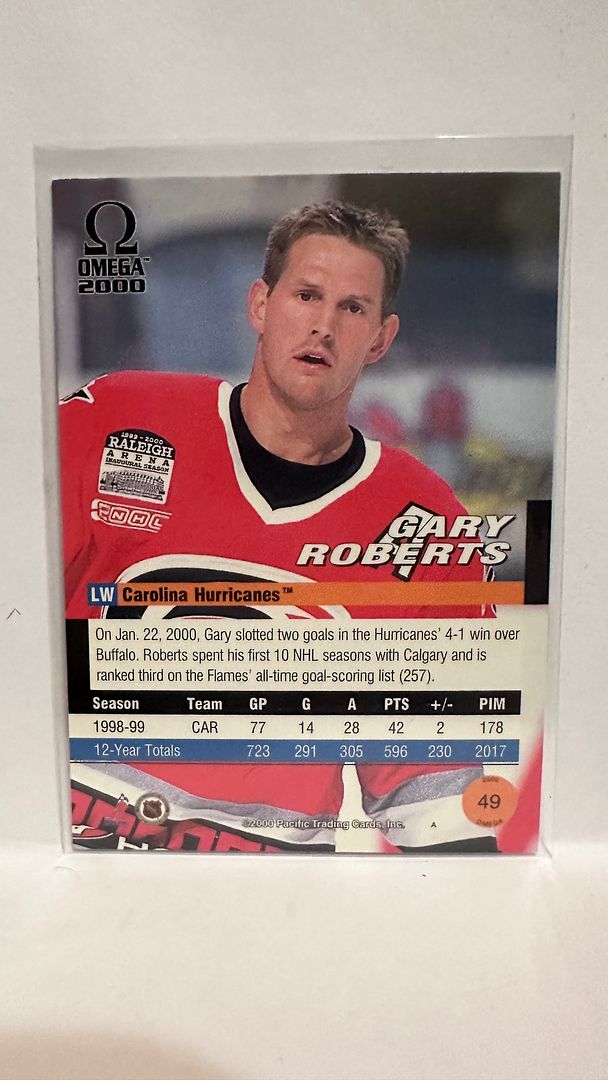 Ω
OMEGA™
2000
1999 - 2000
RALEIGH
ARENA
INAUGURAL SEASON
NHL
GARY
ROBERTS
LW Carolina Hurricanes™
On Jan. 22, 2000, Gary slotted two goals in the Hurricanes' 4-1 win over
Buffalo. Roberts spent his first 10 NHL seasons with Calgary and is
ranked third on the Flames' all-time goal-scoring list (257).
Season Team GP G A PTS +/- PIM
1998-99 CAR 77 14 28 42 2 178
12-Year Totals 723 291 305 596 230 2017
2000
49
OMEGA
©2000 Pacific Trading Cards, Inc. A